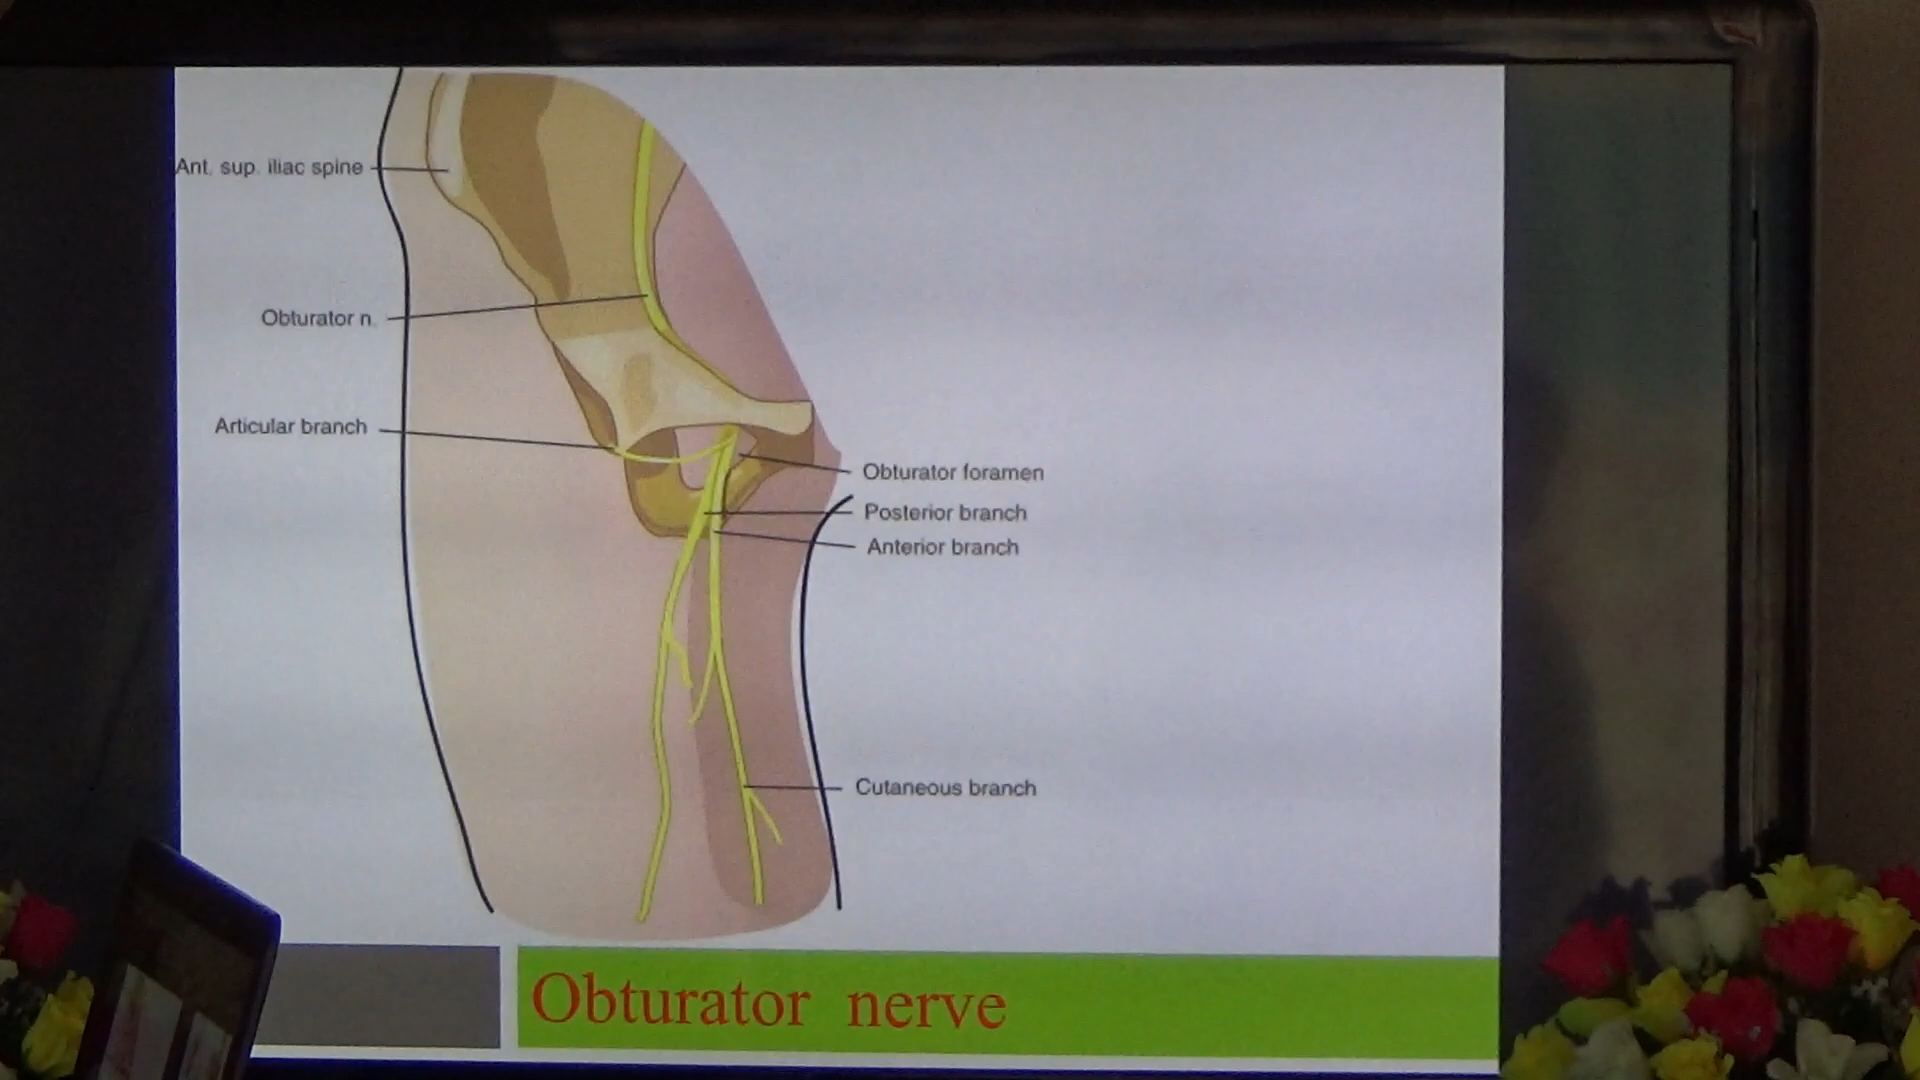 Ant. sup. iliac spine
Obturator n.
Articular branch
Obturator foramen
Posterior branch
Anterior branch
Cutaneous branch
Obturator nerve